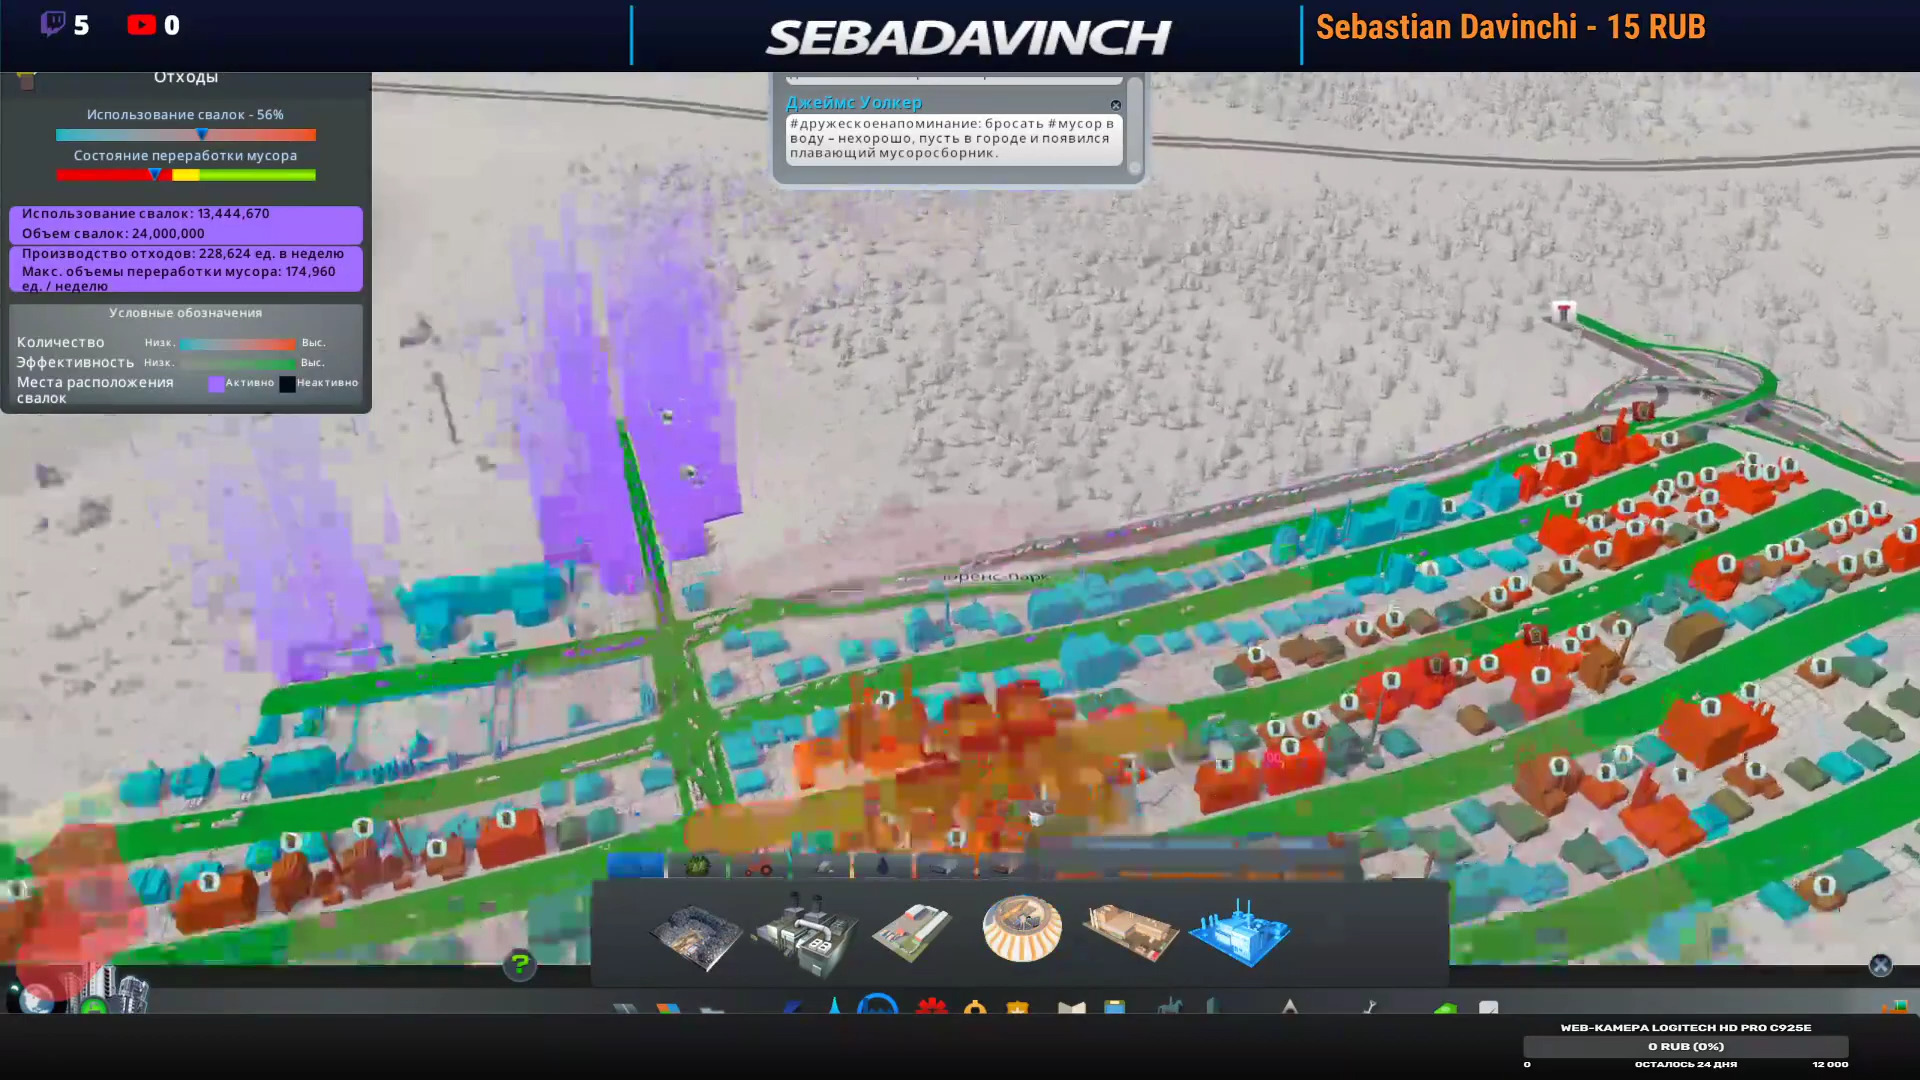 5
0
SEBADAVINCH
Sebastian Davinchi - 15 RUB
Отходы
Использование свалок - 56%
Состояние переработки мусора
Использование свалок: 13,444,670
Объем свалок: 24,000,000
Производство отходов: 228,624 ед. в неделю
Макс. объемы переработки мусора: 174,960
ед. / неделю
Условные обозначения
Количество Низк. Выс.
Эффективность Низк. Выс.
Места расположения Активно Неактивно
свалок
Джеймс Уолкер
#дружескоенапоминание: бросать #мусор в
воду – нехорошо, пусть в городе и появился
плавающий мусоросборник.
?
WEB-КАМЕРА LOGITECH HD PRO C925E
0 RUB (0%)
0 ОСТАЛОСЬ 24 ДНЯ 12 000